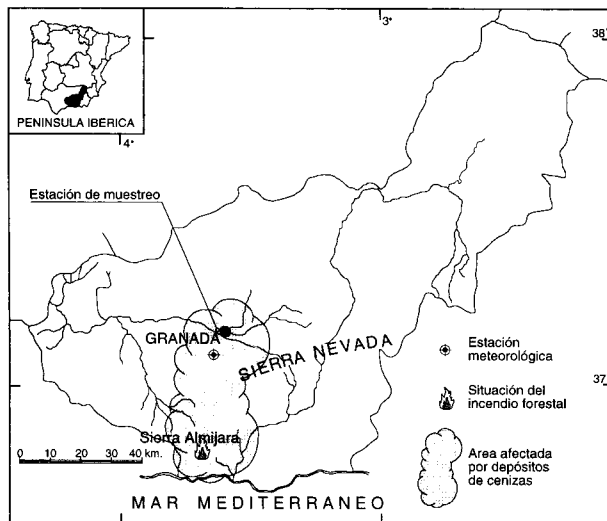 3°
38
PENINSULA IBERICA
4°
Estación de muestreo
GRANADA
SIERRA NEVADA
Estación
meteorológica
37
Situación del
incendio forestal
Sierra Almijara
0 10 20 30 40 km.
Area afectada
por depósitos
de cenizas
MAR MEDITERRANEO